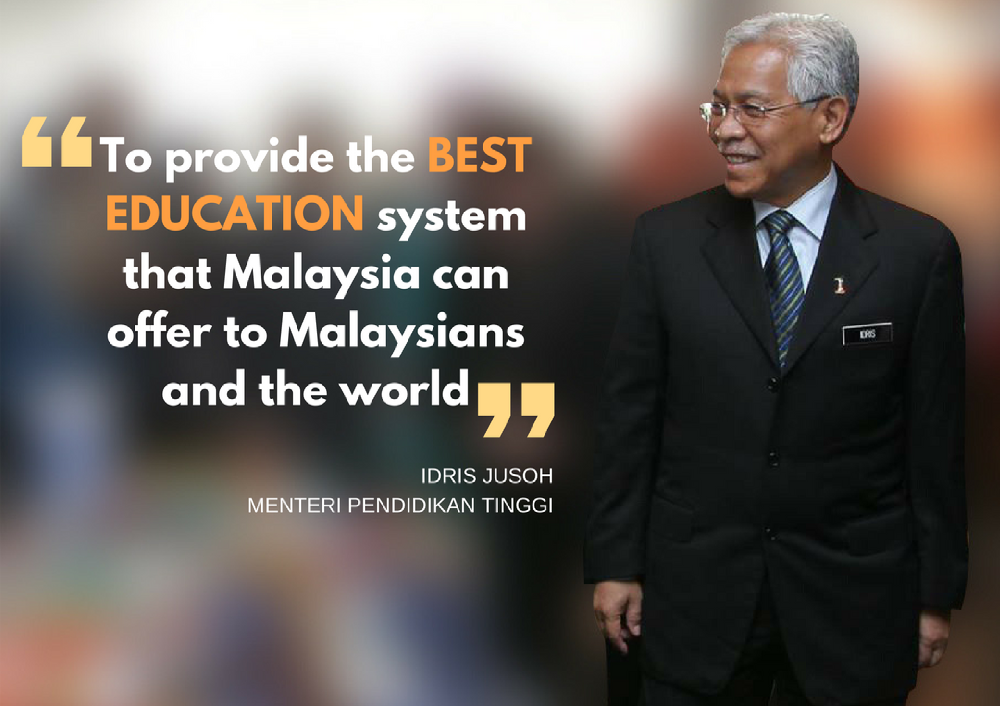 “To provide the BEST
EDUCATION system
that Malaysia can
offer to Malaysians
and the world”
IDRIS JUSOH
MENTERI PENDIDIKAN TINGGI
1
IDRIS